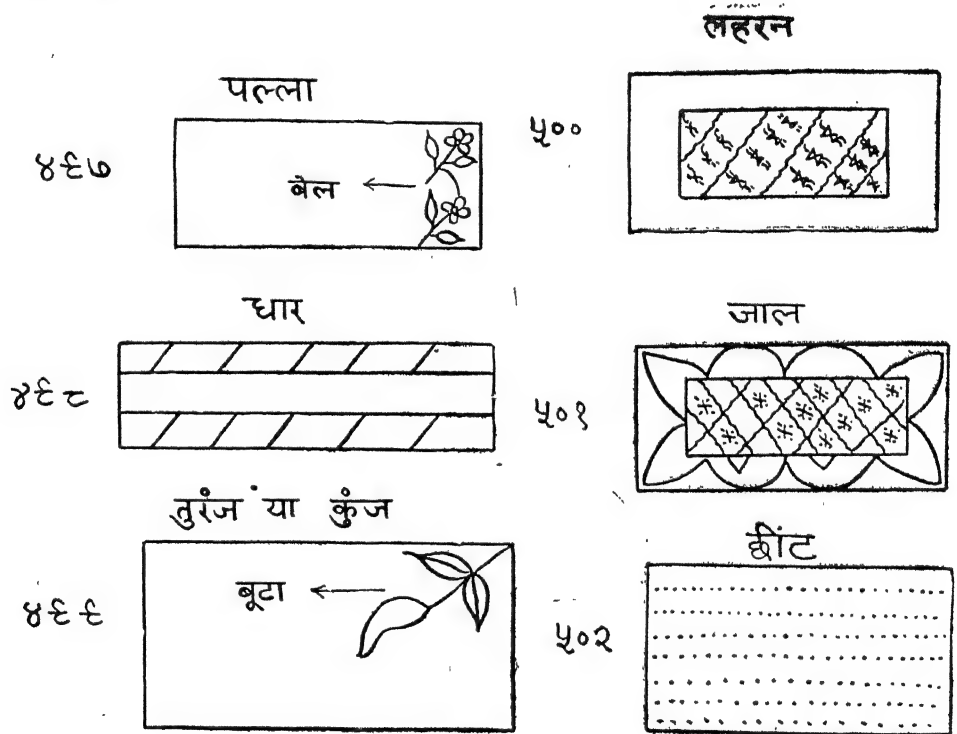 पल्ला
४९७
बेल
धार
४९८
तुरंज या कुंज
४९९
बूटा
लहरन
५००
जाल
५०१
छींट
५०२